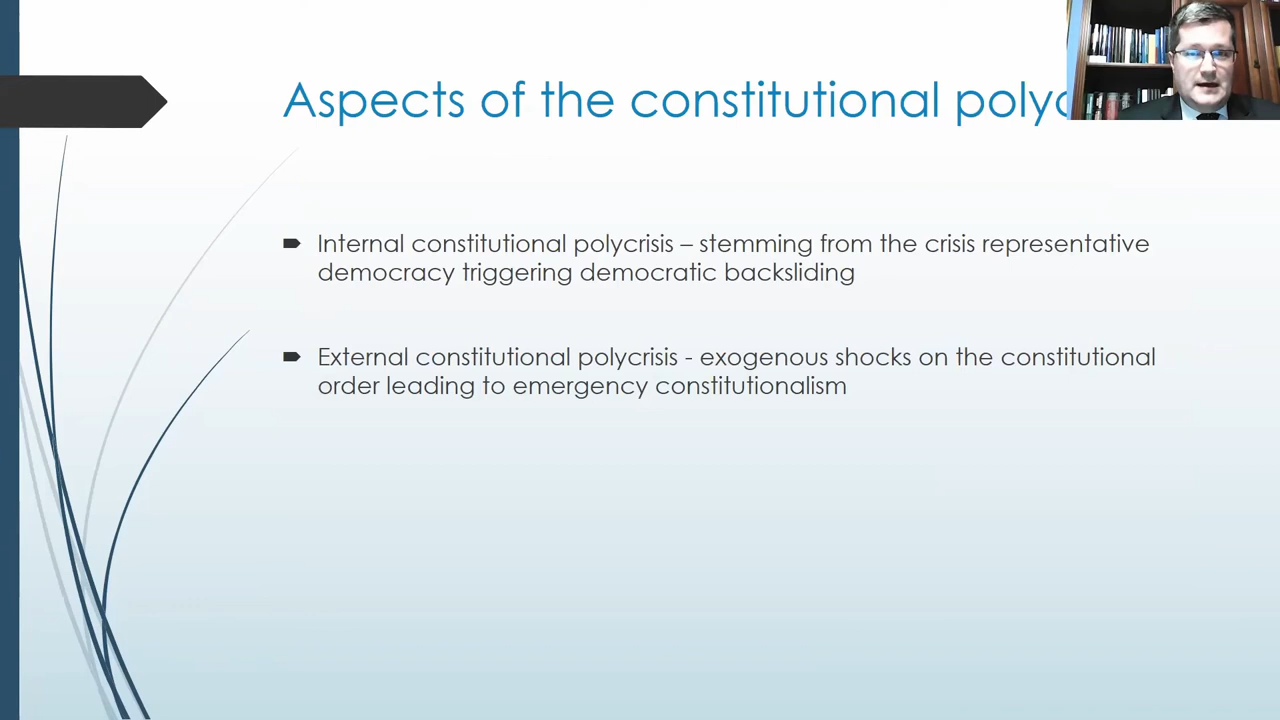 Aspects of the constitutional
Internal constitutional polycrisis – stemming from the crisis representative
democracy triggering democratic backsliding
External constitutional polycrisis - exogenous shocks on the constitutional
order leading to emergency constitutionalism